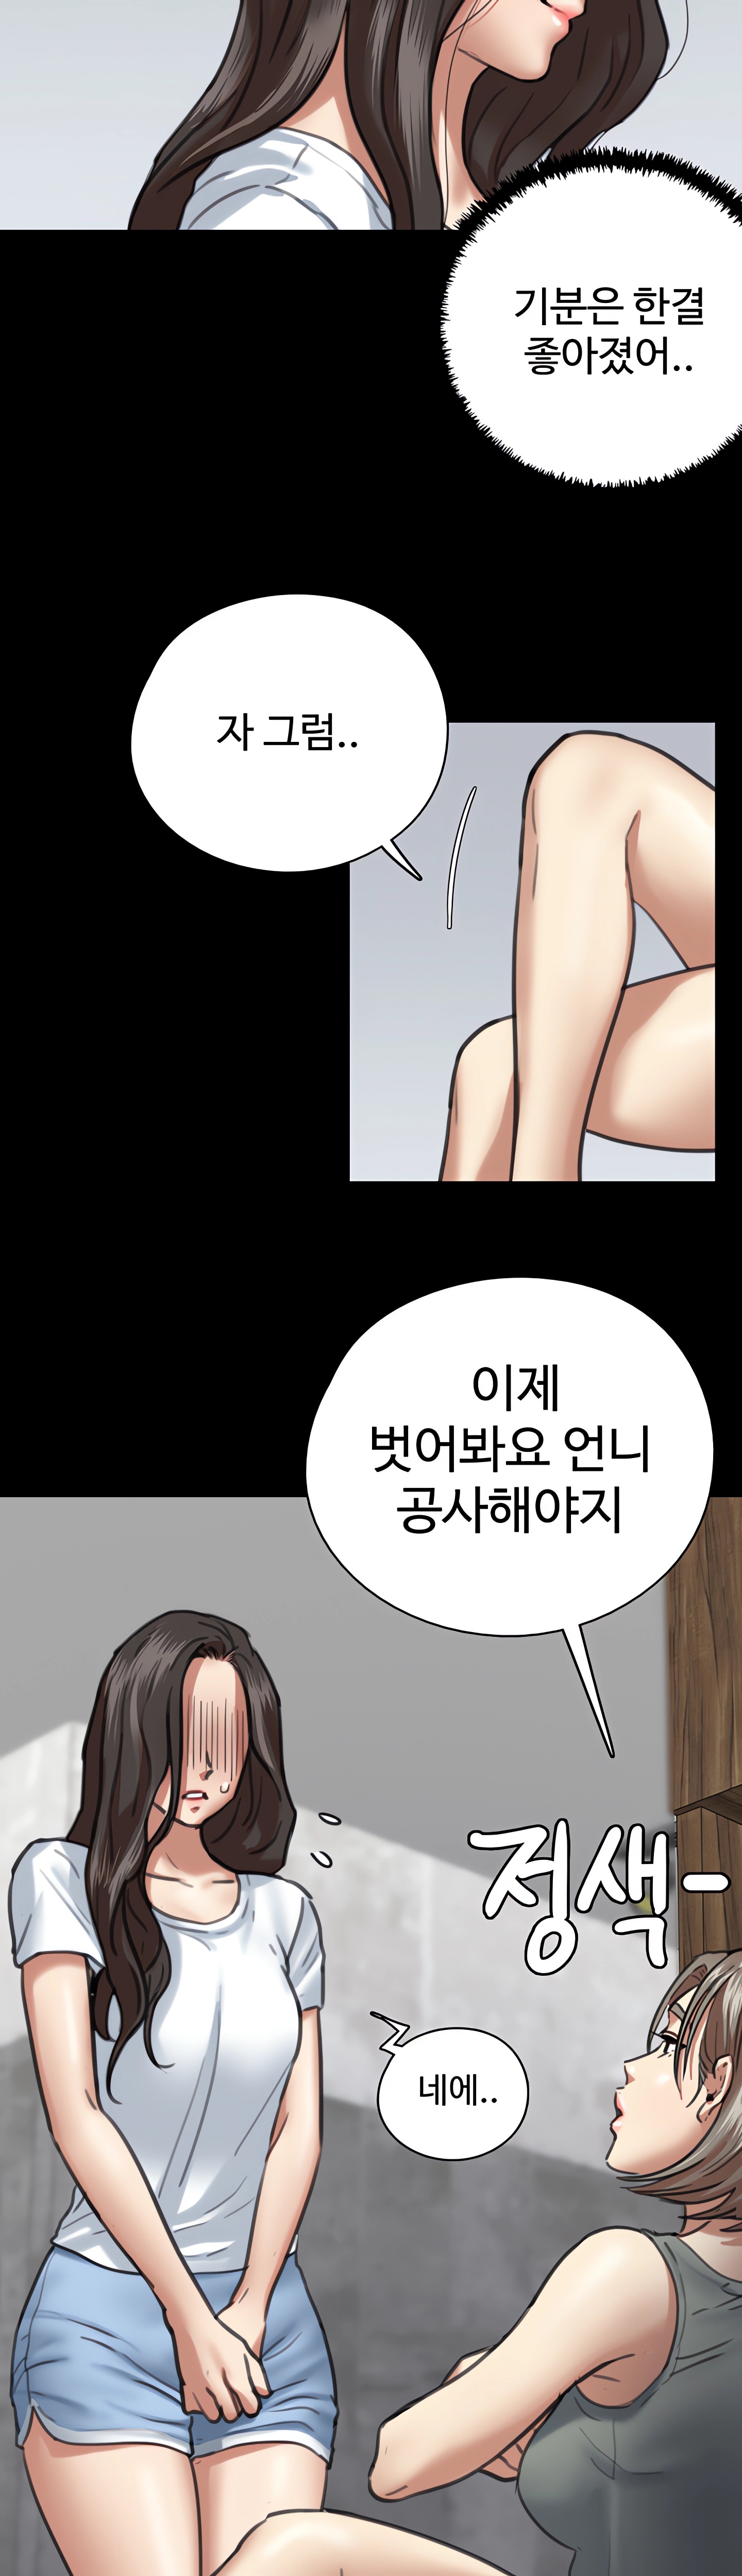 기분은 한결
좋아졌어..
자 그럼..
이제
벗어봐요 언니
공사해야지
정색-
네에..